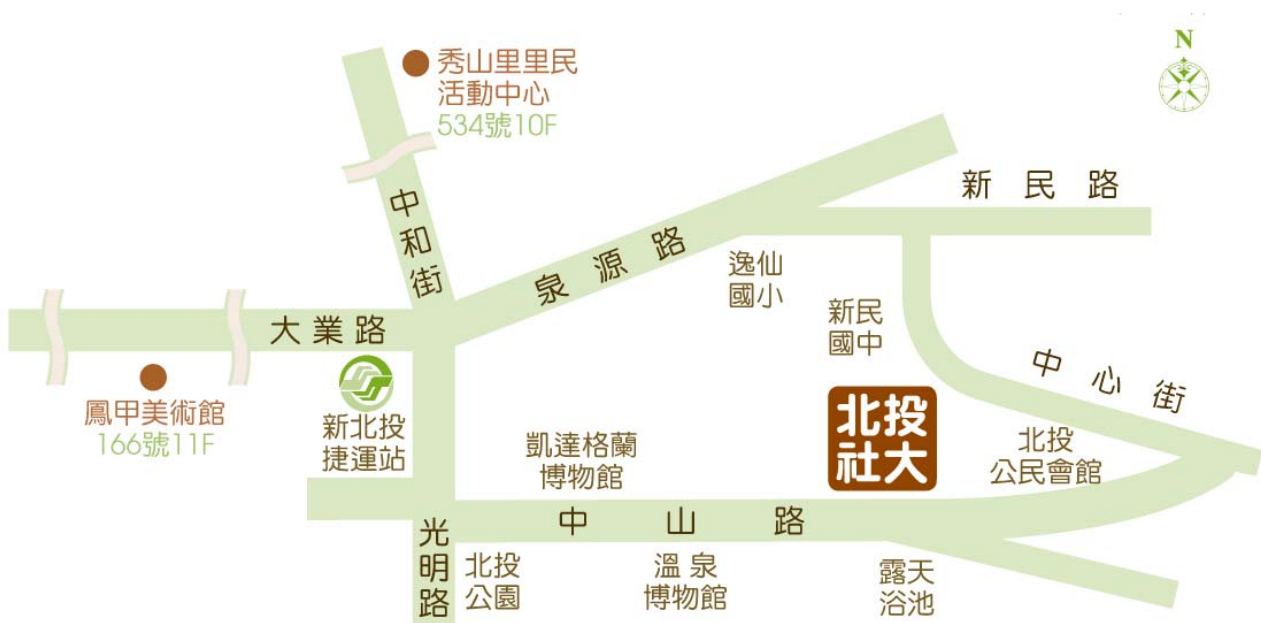 N
秀山里里民
活動中心
534號10F
新民路
中和街
泉源路
逸仙
國小
新民
國中
大業路
中心街
鳳甲美術館
166號11F
新北投
捷運站
凱達格蘭
博物館
北投
社大
北投
公民會館
中山路
光明路
北投
公園
溫泉
博物館
露天
浴池